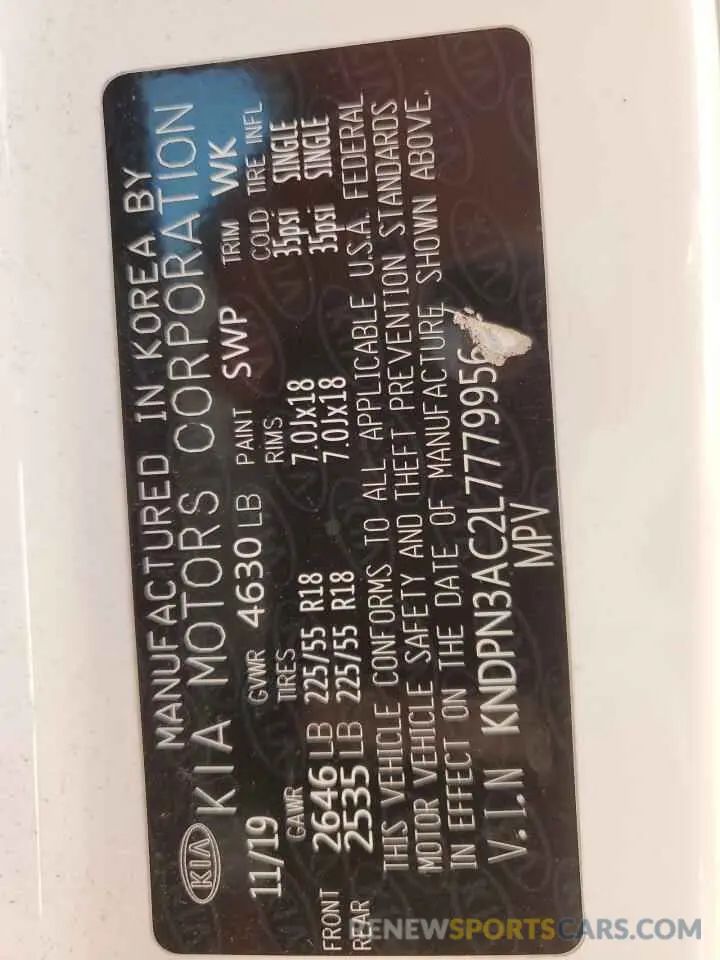 MANUFACTURED IN KOREA BY
KIA KIA MOTORS CORPORATION
11/19 GVWR 4630 LB PAINT SWP TRIM WK
GAWR TIRES RIMS COLD TIRE INFL
FRONT 2646 LB 225/55 R18 7.0Jx18 35psi SINGLE
REAR 2535 LB 225/55 R18 7.0Jx18 35psi SINGLE
THIS VEHICLE CONFORMS TO ALL APPLICABLE U.S.A. FEDERAL
MOTOR VEHICLE SAFETY AND THEFT PREVENTION STANDARDS
IN EFFECT ON THE DATE OF MANUFACTURE SHOWN ABOVE.
V.I.N KNDPN3AC2L7779956
MPV
RENEWSPORTSCARS.COM